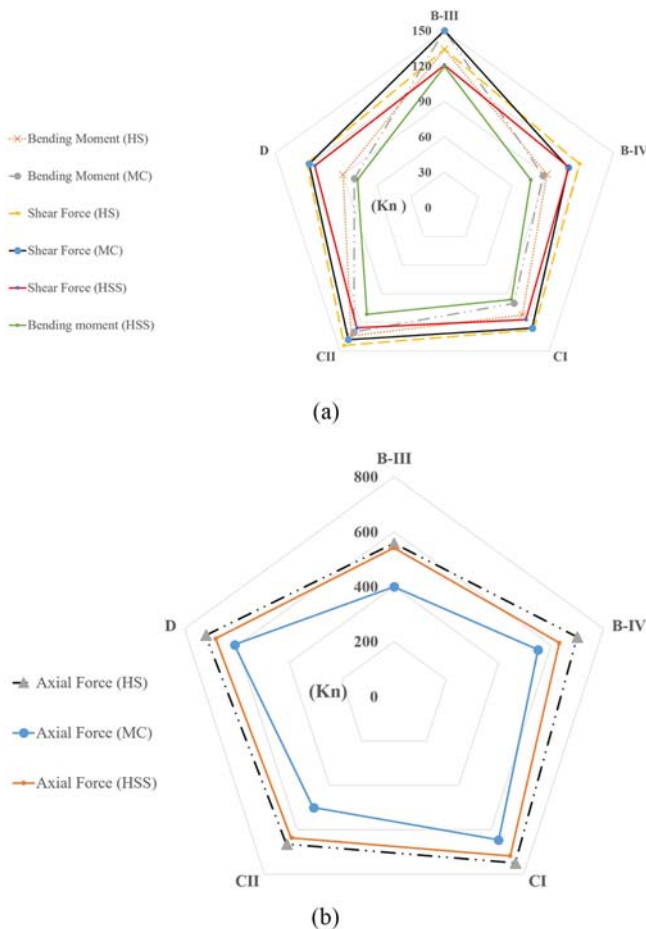 B-III
150
120
90
60
30
(Kn )
0
D
B-IV
CII
CI
Bending Moment (HS)
Bending Moment (MC)
Shear Force (HS)
Shear Force (MC)
Shear Force (HSS)
Bending moment (HSS)
(a)
B-III
800
600
400
200
(Kn)
0
D
B-IV
CII
CI
Axial Force (HS)
Axial Force (MC)
Axial Force (HSS)
(b)